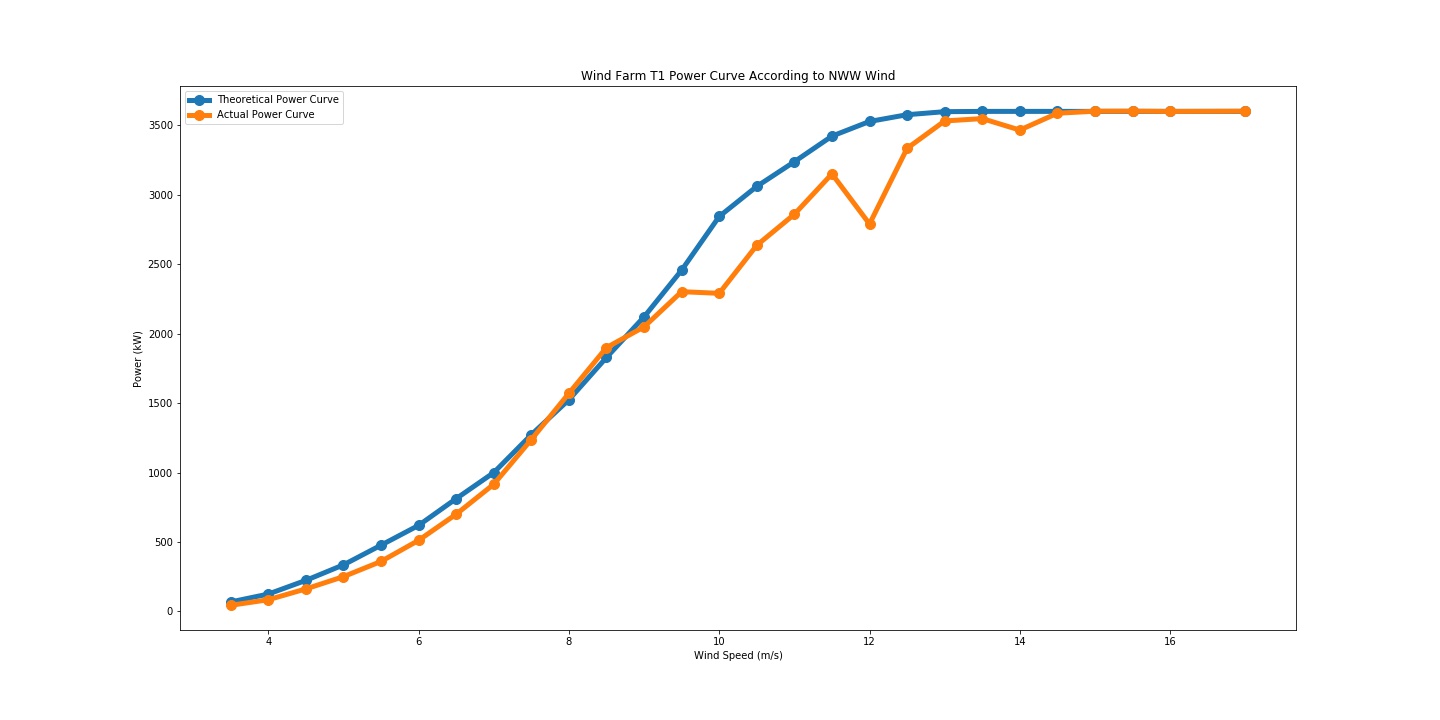 Wind Farm T1 Power Curve According to NWW Wind
Theoretical Power Curve
Actual Power Curve
3500
3000
2500
2000
1500
1000
500
0
Power (kW)
4 6 8 10 12 14 16
Wind Speed (m/s)